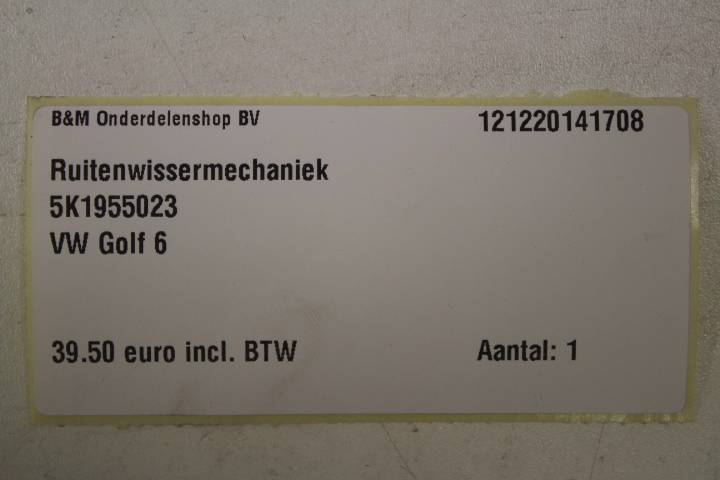 B&M Onderdelenshop BV 121220141708
Ruitenwissermechaniek
5K1955023
VW Golf 6
39.50 euro incl. BTW Aantal: 1